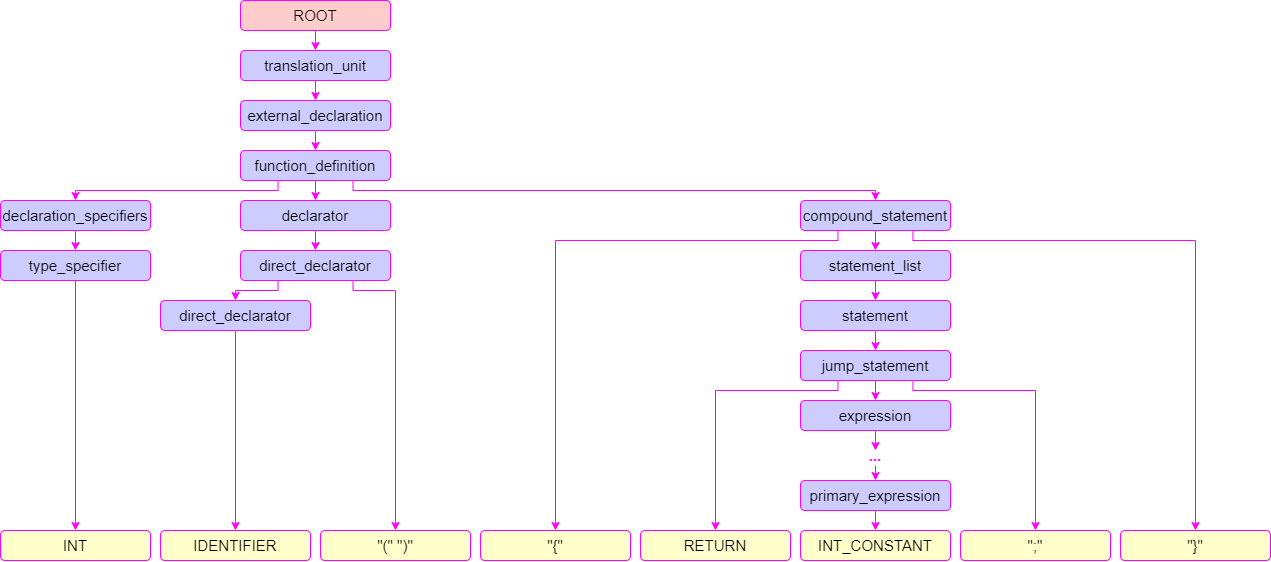 ROOT
translation_unit
external_declaration
function_definition
declaration_specifiers declarator compound_statement
type_specifier direct_declarator statement_list
direct_declarator statement
jump_statement
expression
...
primary_expression
INT IDENTIFIER "(" ")" "{" RETURN INT_CONSTANT ";" "}"